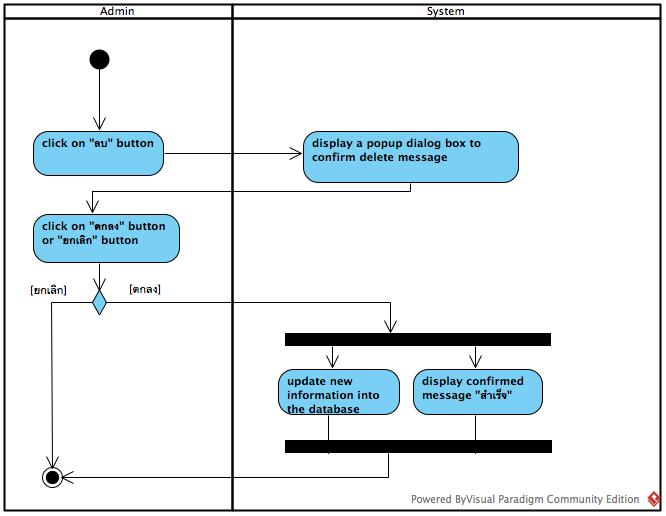 Admin
System
click on "ลบ" button
display a popup dialog box to
confirm delete message
click on "ตกลง" button
or "ยกเลิก" button
[ยกเลิก]
[ตกลง]
update new
information into
the database
display confirmed
message "สำเร็จ"
Powered ByVisual Paradigm Community Edition